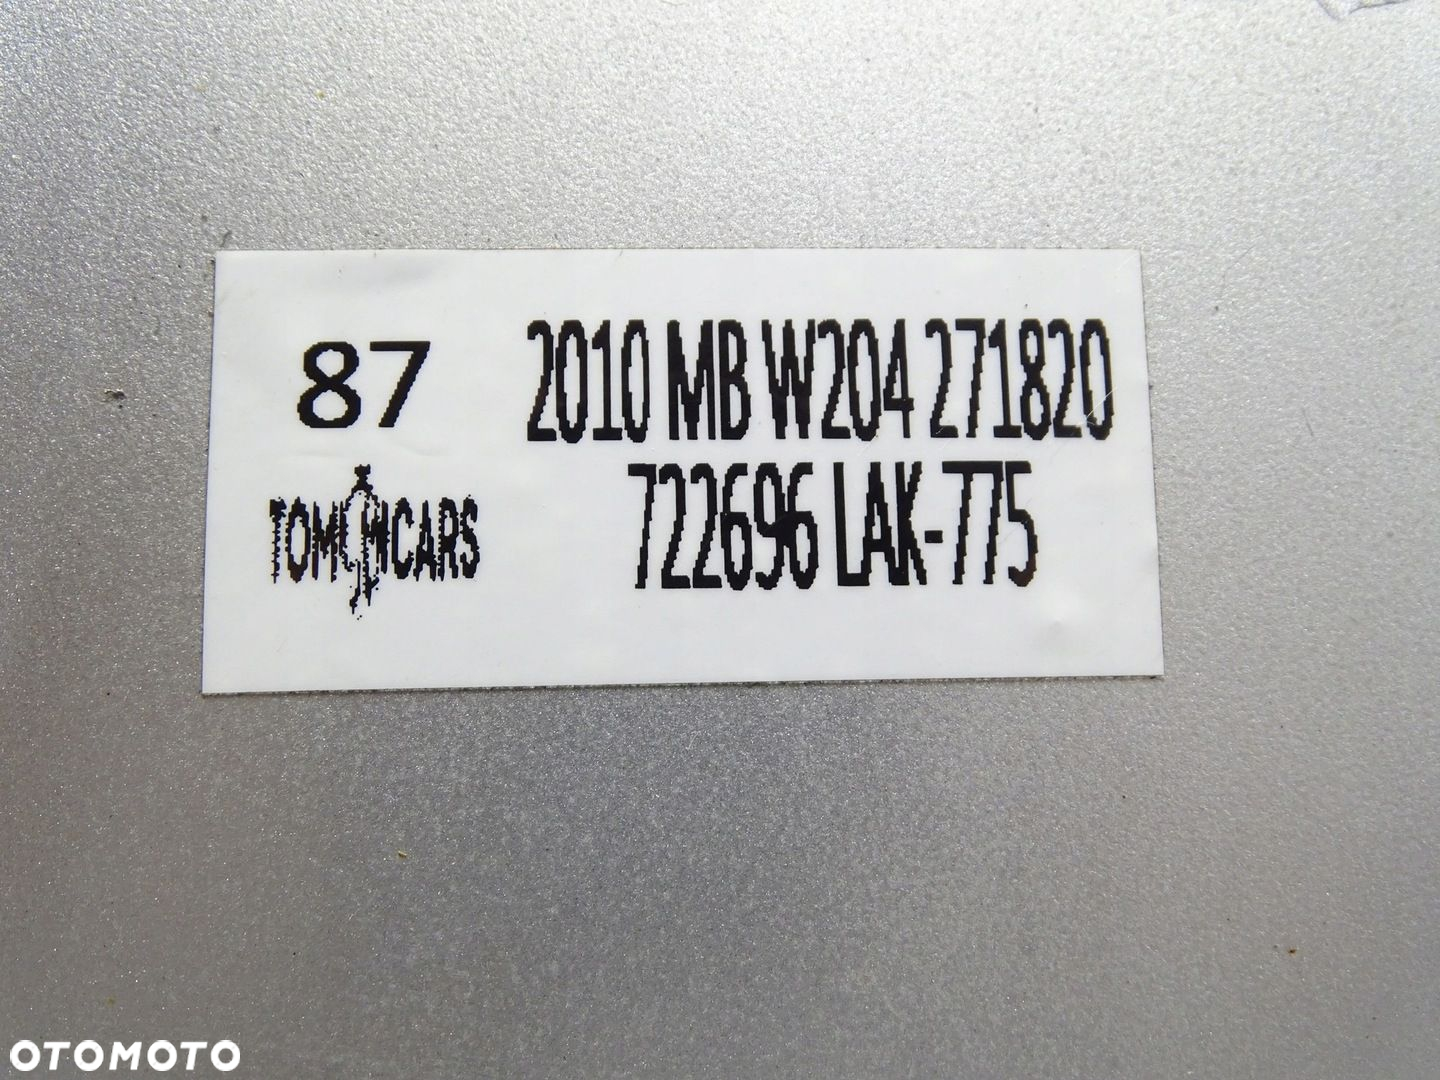 87
2010 MB W204 271820
722696 LAK-775
TOMCARS
OTOMOTO